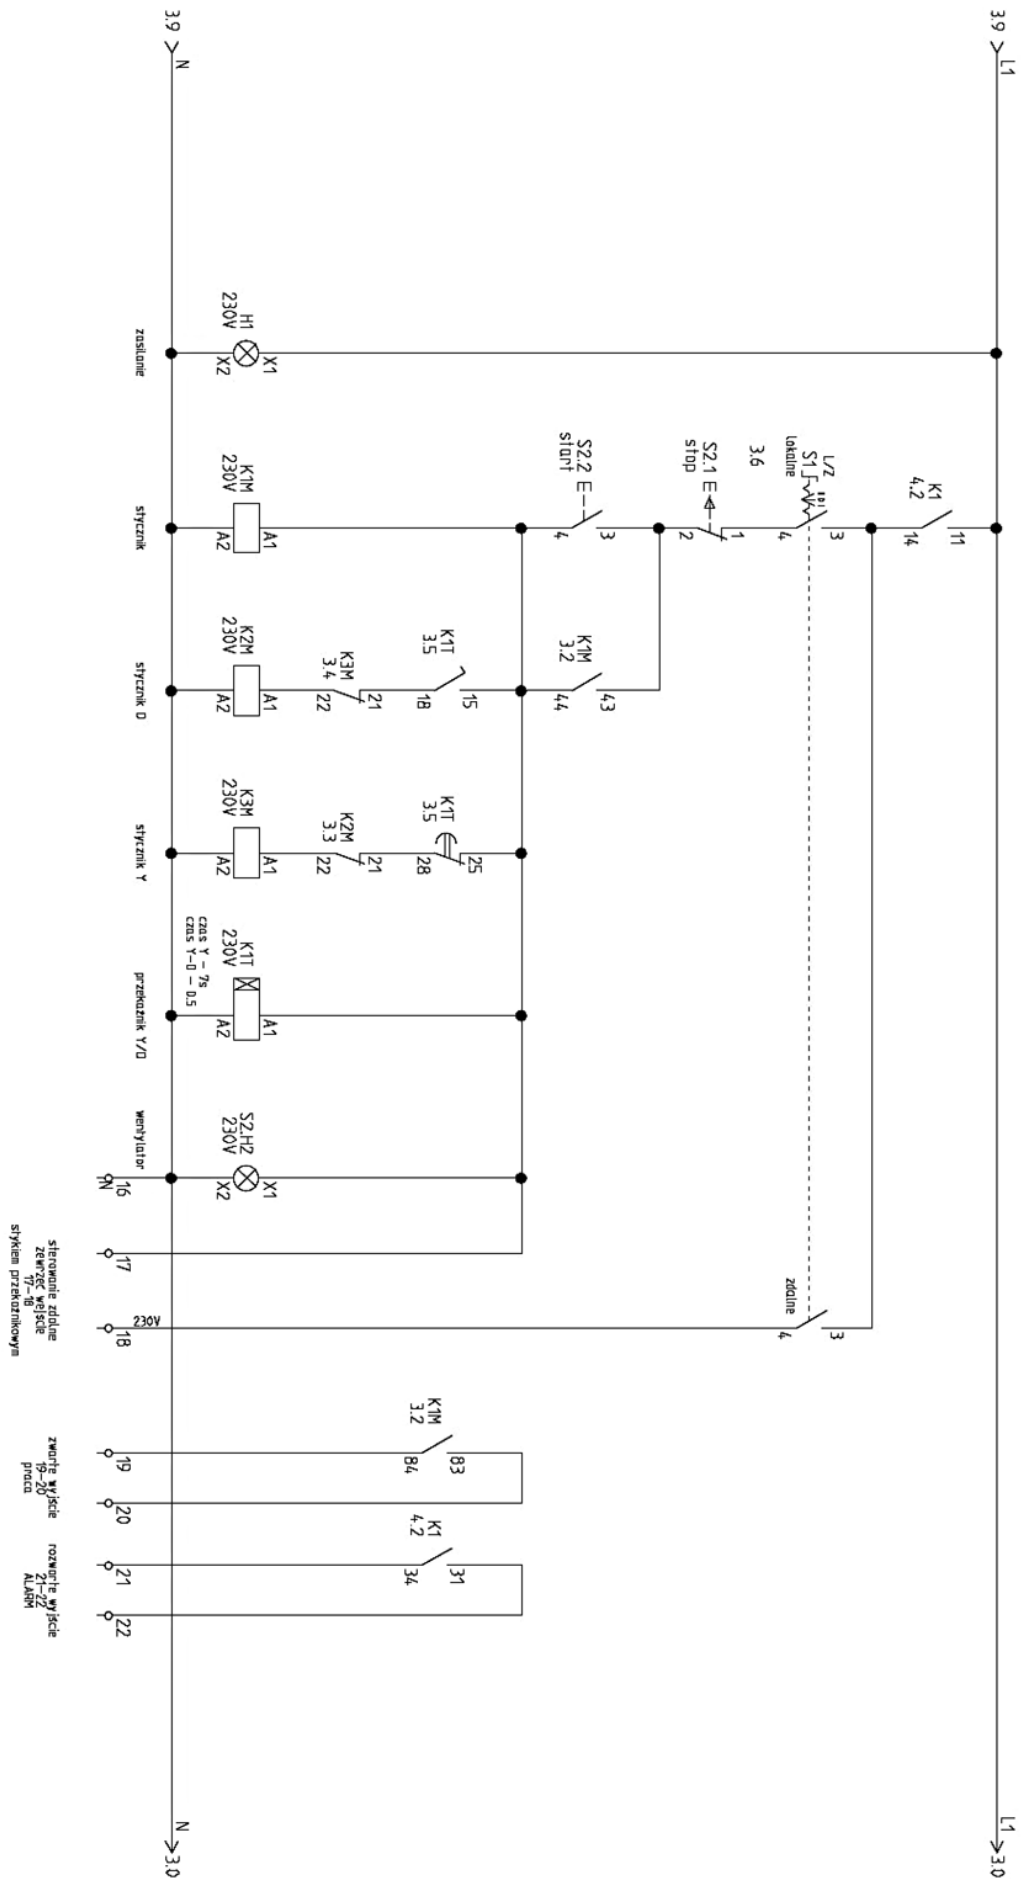 3.9
L1
L1
3.0
K1
4.2
11
14
L/Z
S1
lokalne
3
4
3.6
zdalne
3
4
S2.1
stop
1
2
S2.2
start
3
4
K1M
3.2
43
44
K1T
3.5
15
18
K1T
3.5
25
28
K1M
3.2
83
84
K1
4.2
31
34
K3M
3.4
21
22
K2M
3.3
21
22
H1
230V
X1
X2
K1M
230V
A1
A2
K2M
230V
A1
A2
K3M
230V
A1
A2
K1T
230V
A1
A2
czas Y - 7s
czas Y-D - 0.5
S2.H2
230V
X1
X2
3.9
N
N
3.0
zasilanie
stycznik
stycznik D
stycznik Y
przekaźnik Y/D
wentylator
230V
16
N
17
18
19
20
21
22
sterowanie zdalne
zewrzeć wejście
17-18
stykiem przekaźnikowym
zwarte wyjście
19-20
praca
rozwarte wyjście
21-22
ALARM